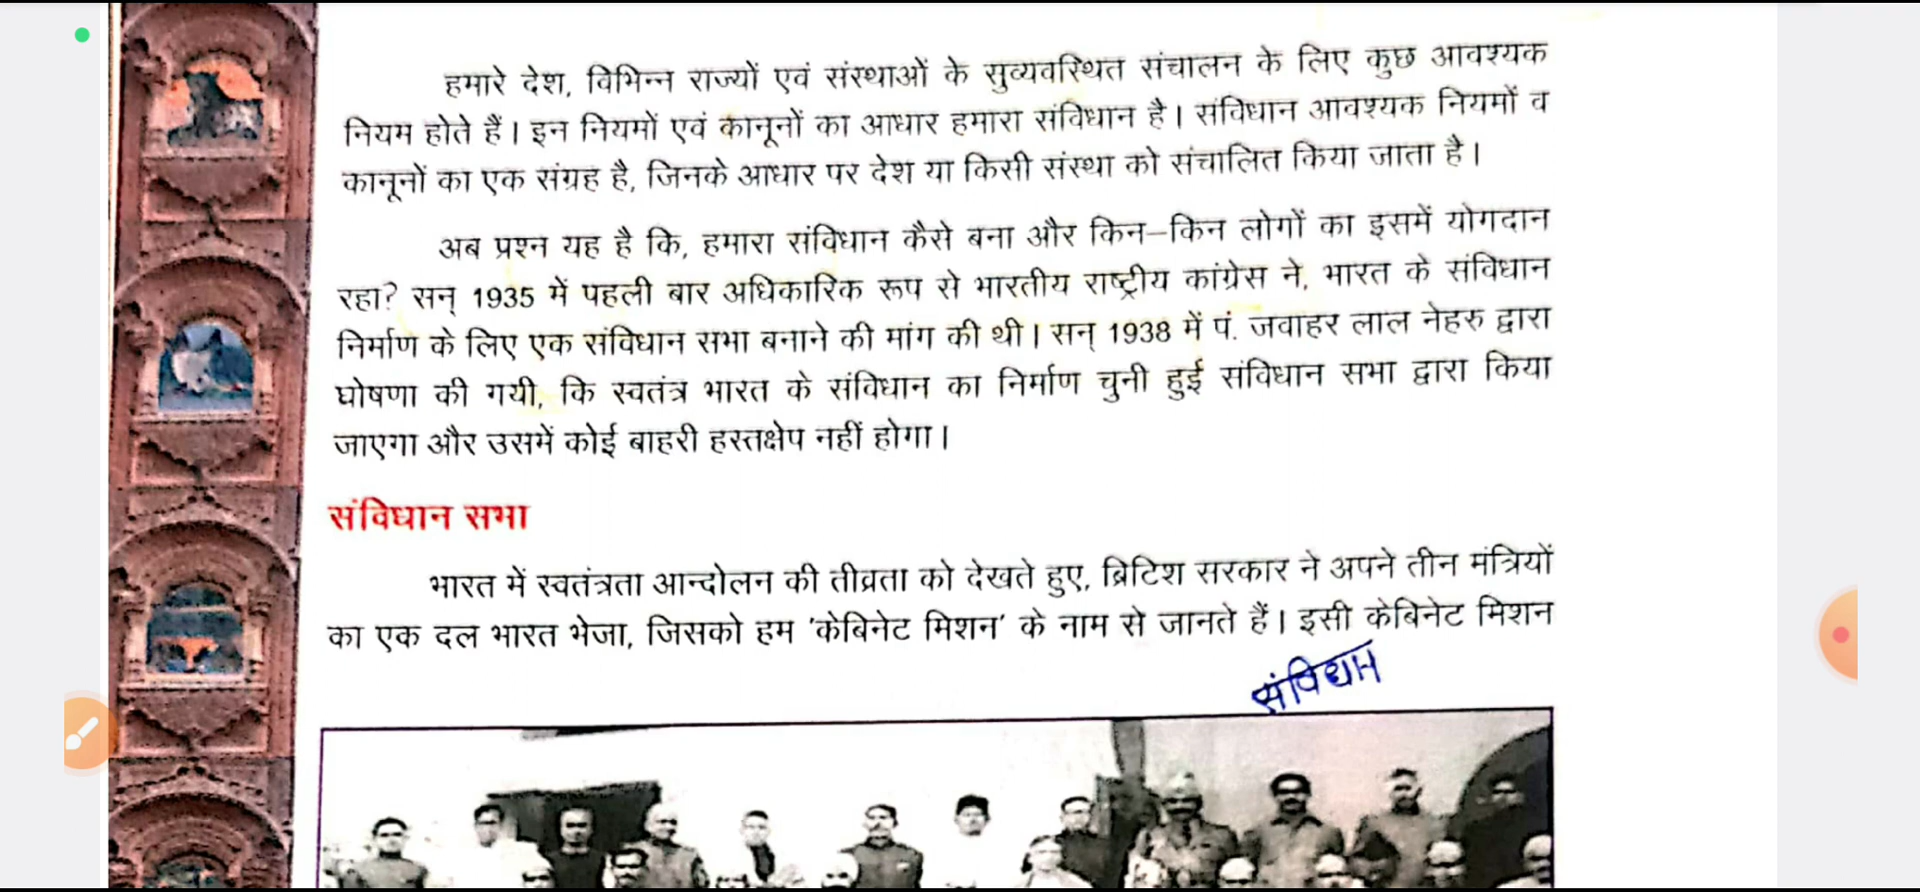 हमारे देश, विभिन्न राज्यों एवं संस्थाओं के सुव्यवस्थित संचालन के लिए कुछ आवश्यक
नियम होते हैं। इन नियमों एवं कानूनों का आधार हमारा संविधान है। संविधान आवश्यक नियमों व
कानूनों का एक संग्रह है, जिनके आधार पर देश या किसी संस्था को संचालित किया जाता है।
अब प्रश्न यह है कि, हमारा संविधान कैसे बना और किन–किन लोगों का इसमें योगदान
रहा? सन् 1935 में पहली बार अधिकारिक रूप से भारतीय राष्ट्रीय कांग्रेस ने, भारत के संविधान
निर्माण के लिए एक संविधान सभा बनाने की मांग की थी। सन् 1938 में पं. जवाहर लाल नेहरु द्वारा
घोषणा की गयी, कि स्वतंत्र भारत के संविधान का निर्माण चुनी हुई संविधान सभा द्वारा किया
जाएगा और उसमें कोई बाहरी हस्तक्षेप नहीं होगा।
संविधान सभा
भारत में स्वतंत्रता आन्दोलन की तीव्रता को देखते हुए, ब्रिटिश सरकार ने अपने तीन मंत्रियों
का एक दल भारत भेजा, जिसको हम 'केबिनेट मिशन' के नाम से जानते हैं। इसी केबिनेट मिशन
संविधान